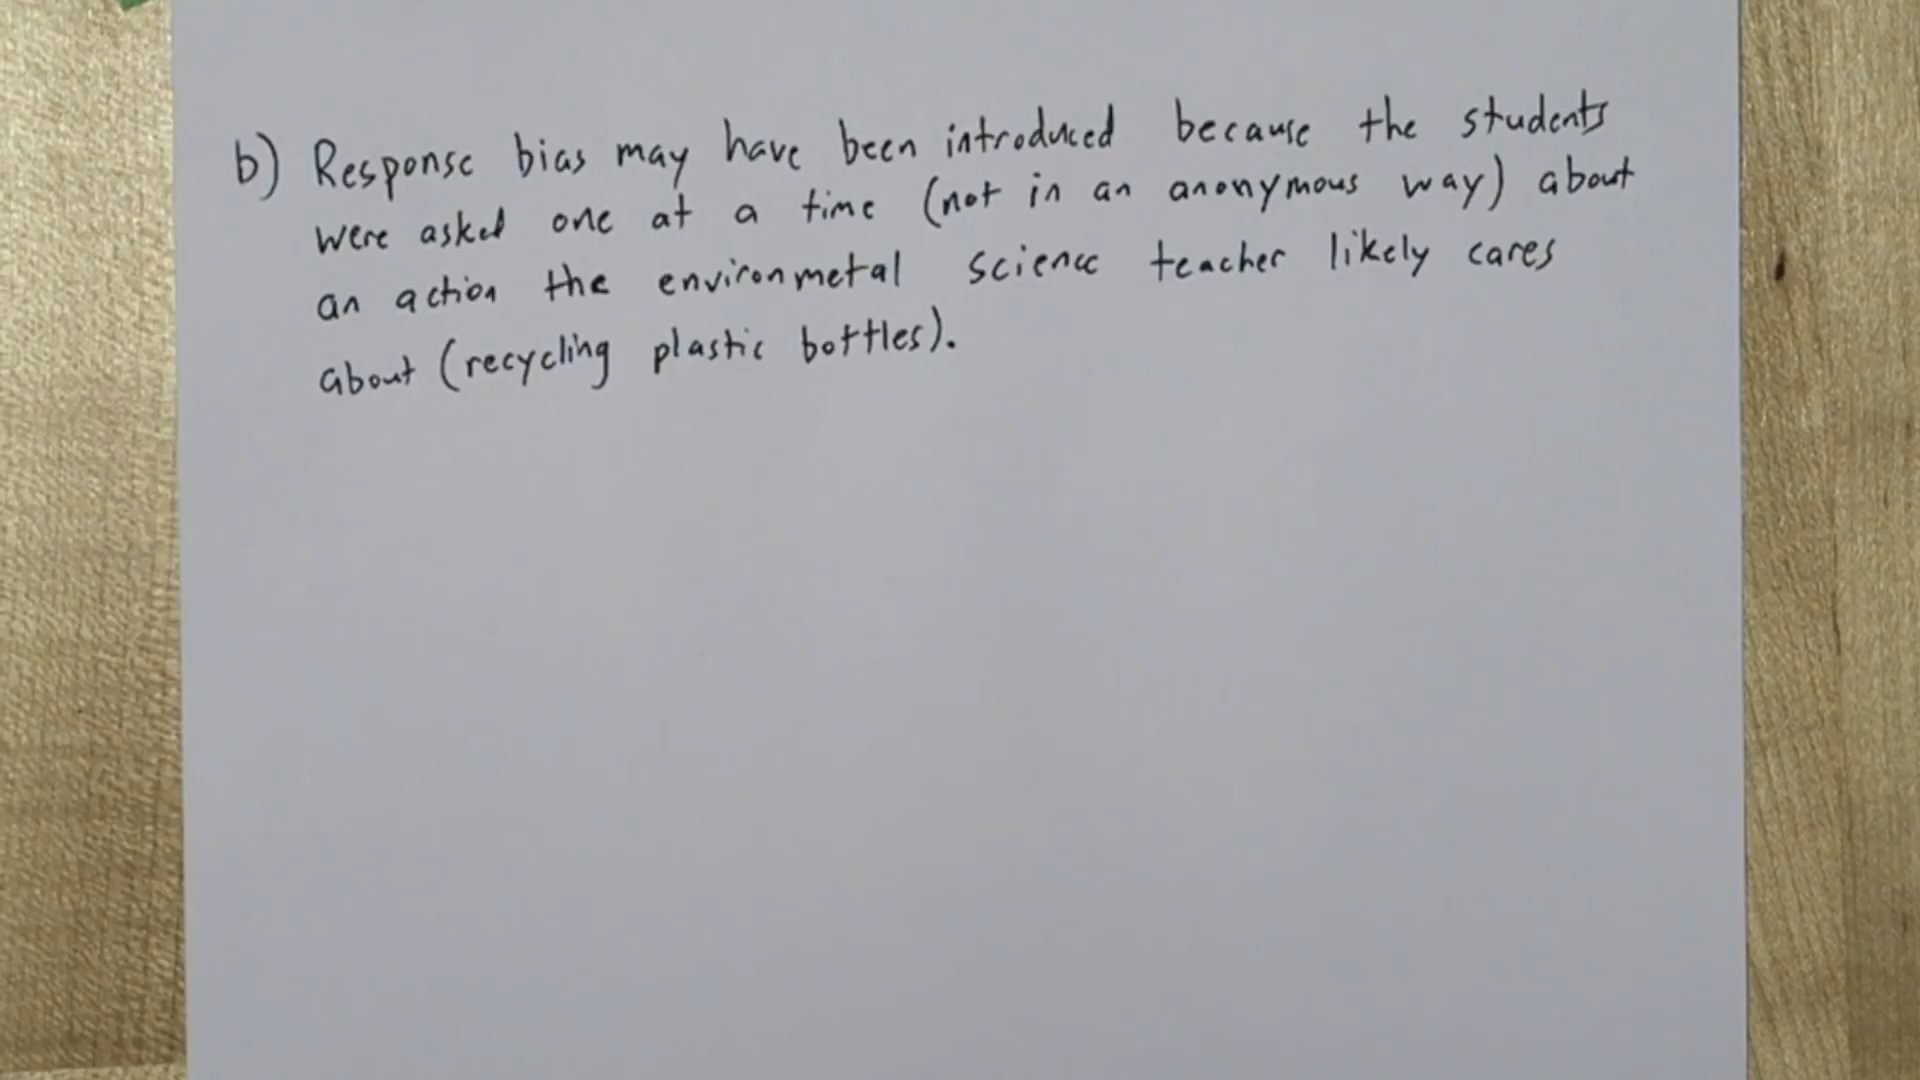 b) Response bias may have been introduced because the students
were asked one at a time (not in an anonymous way) about
an action the environmetal science teacher likely cares
about (recycling plastic bottles).